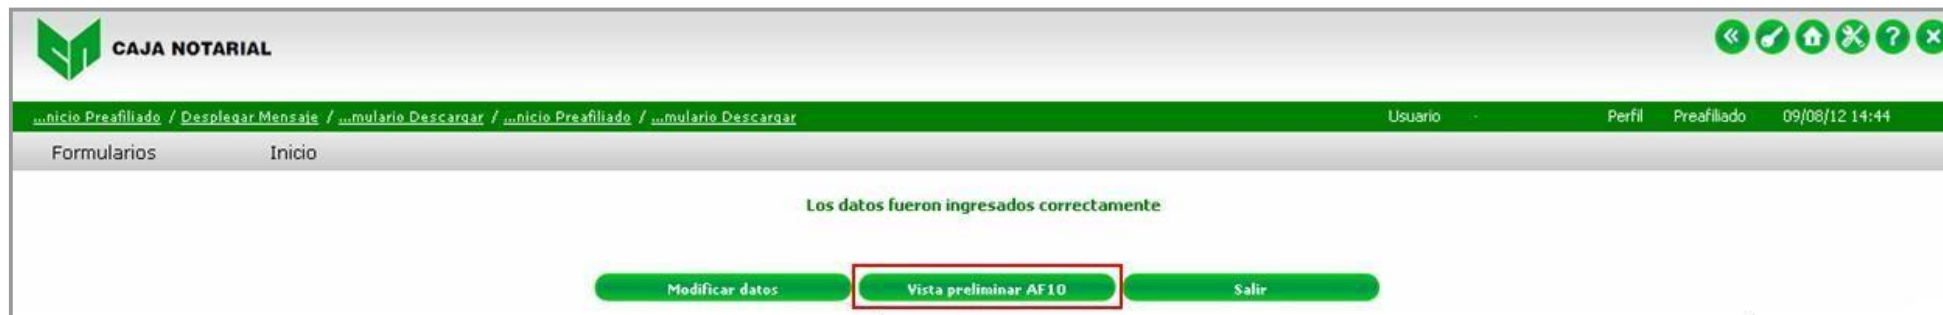 CAJA NOTARIAL
...nicio Preafiliado / Desplegar Mensaje / ...mulario Descargar / ...nicio Preafiliado / ...mulario Descargar Usuario - Perfil Preafiliado 09/08/12 14:44
Formularios Inicio
Los datos fueron ingresados correctamente
Modificar datos Vista preliminar AF10 Salir